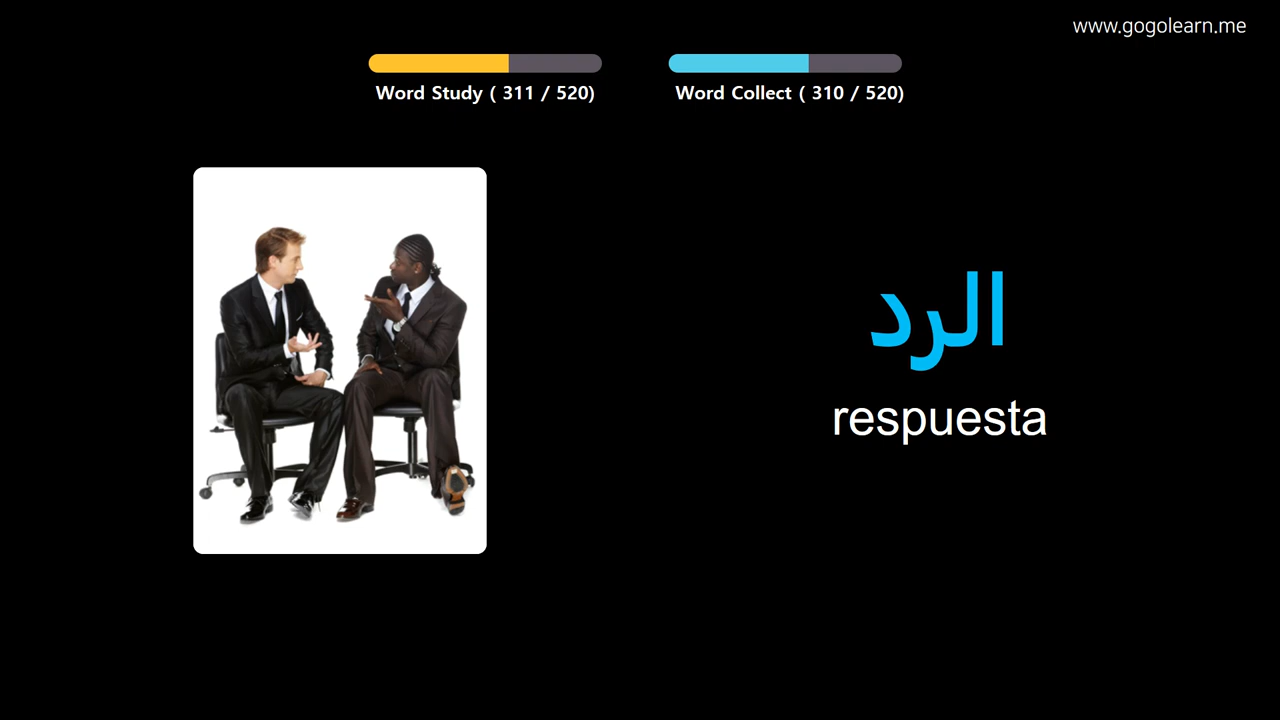 www.gogolearn.me
Word Study ( 311 / 520)
Word Collect ( 310 / 520)
الرد
respuesta